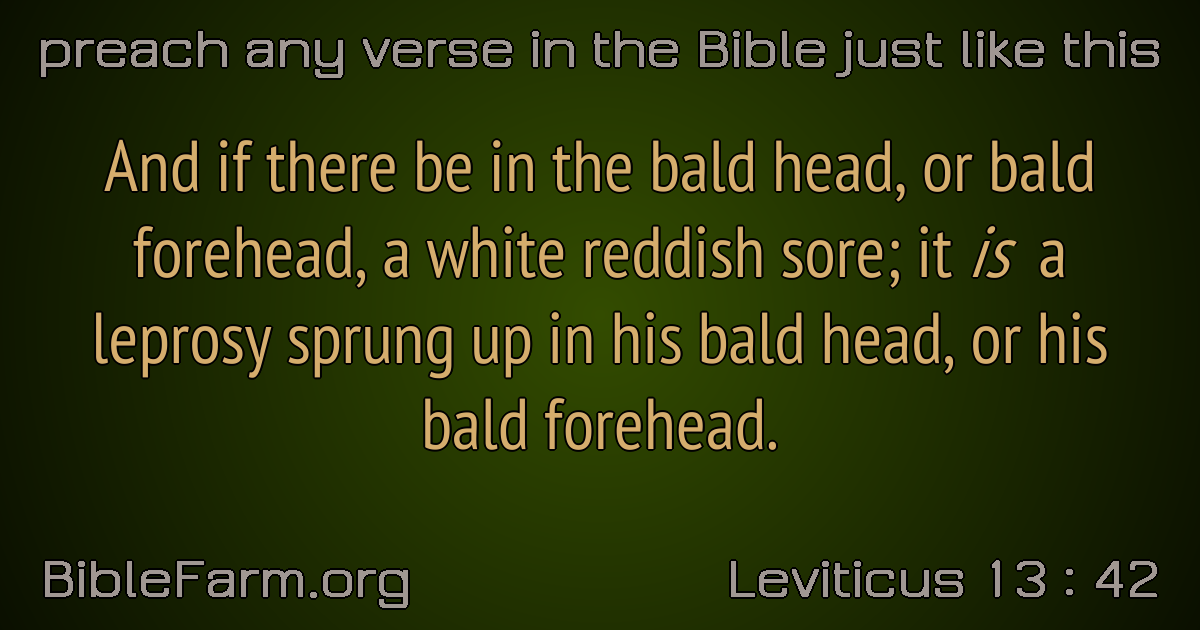 preach any verse in the Bible just like this
And if there be in the bald head, or bald
forehead, a white reddish sore; it is a
leprosy sprung up in his bald head, or his
bald forehead.
BibleFarm.org
Leviticus 13 : 42